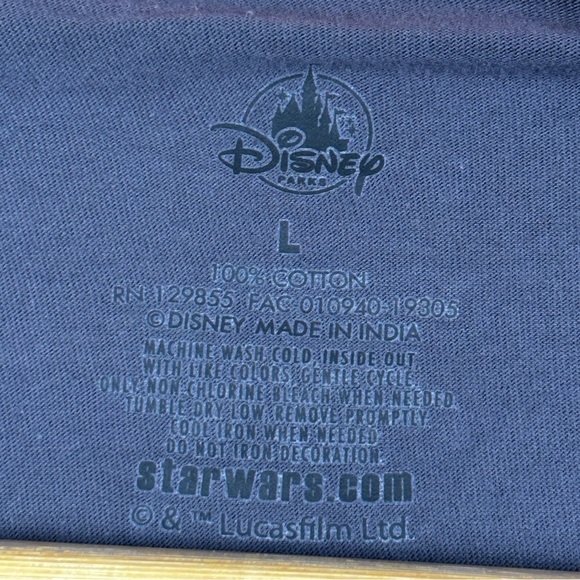 Disney
PARKS
L
100% COTTON
RN 129855 FAC 010940-19305
© DISNEY MADE IN INDIA
MACHINE WASH COLD INSIDE OUT
WITH LIKE COLORS, GENTLE CYCLE,
ONLY NON-CHLORINE BLEACH WHEN NEEDED,
TUMBLE DRY LOW, REMOVE PROMPTLY
COOL IRON WHEN NEEDED
DO NOT IRON DECORATION.
starwars.com
© & ™ Lucasfilm Ltd.